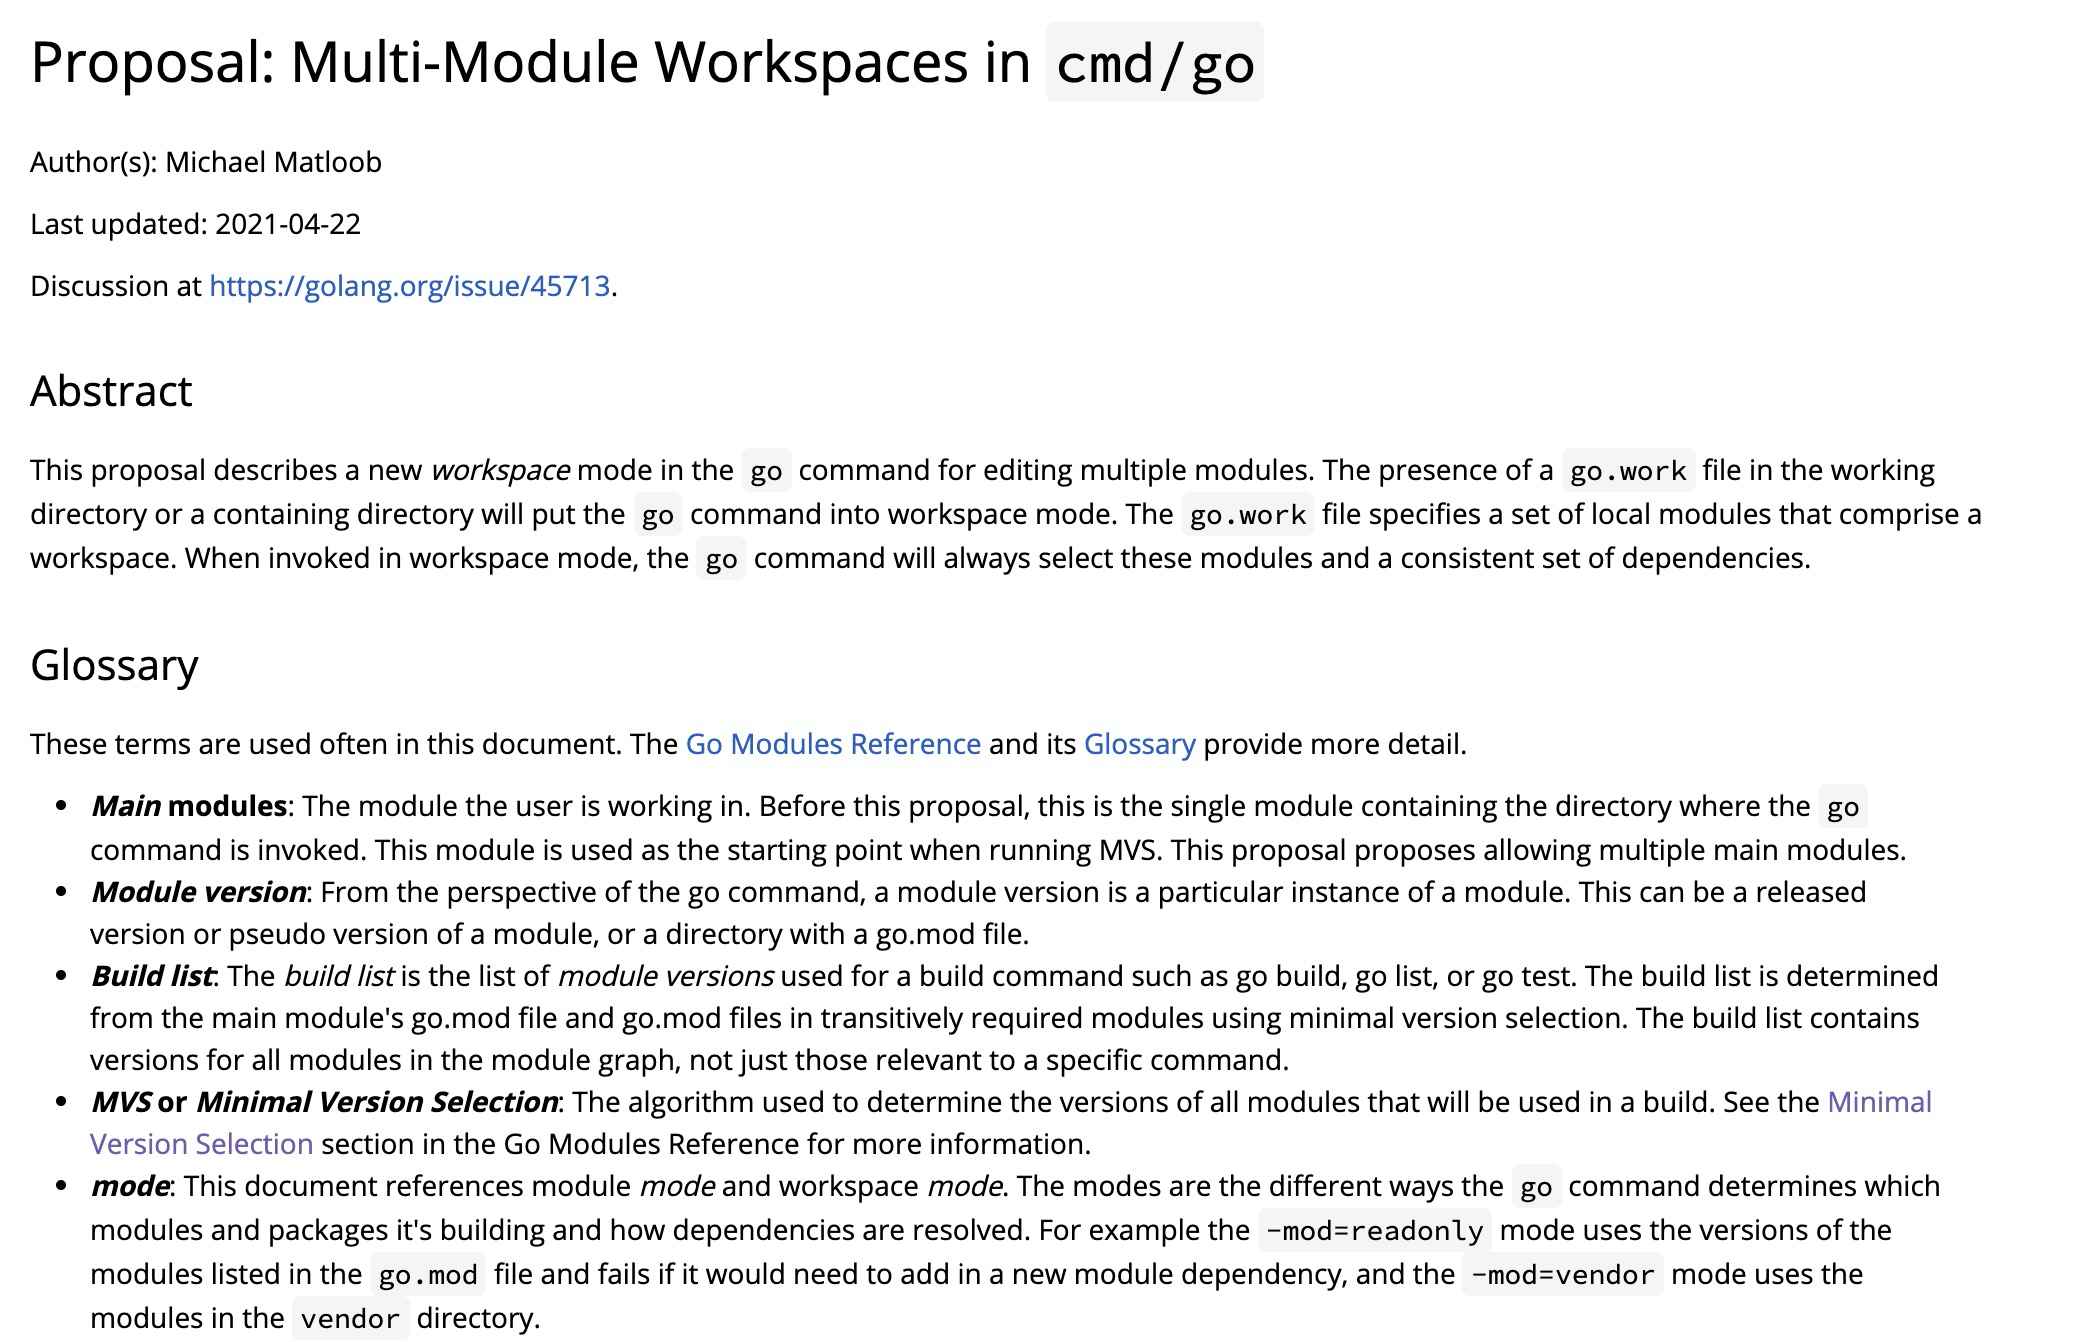 Proposal: Multi-Module Workspaces in cmd/go
Author(s): Michael Matloob
Last updated: 2021-04-22
Discussion at https://golang.org/issue/45713.
Abstract
This proposal describes a new workspace mode in the go command for editing multiple modules. The presence of a go.work file in the working
directory or a containing directory will put the go command into workspace mode. The go.work file specifies a set of local modules that comprise a
workspace. When invoked in workspace mode, the go command will always select these modules and a consistent set of dependencies.
Glossary
These terms are used often in this document. The Go Modules Reference and its Glossary provide more detail.
• Main modules: The module the user is working in. Before this proposal, this is the single module containing the directory where the go
command is invoked. This module is used as the starting point when running MVS. This proposal proposes allowing multiple main modules.
• Module version: From the perspective of the go command, a module version is a particular instance of a module. This can be a released
version or pseudo version of a module, or a directory with a go.mod file.
• Build list: The build list is the list of module versions used for a build command such as go build, go list, or go test. The build list is determined
from the main module's go.mod file and go.mod files in transitively required modules using minimal version selection. The build list contains
versions for all modules in the module graph, not just those relevant to a specific command.
• MVS or Minimal Version Selection: The algorithm used to determine the versions of all modules that will be used in a build. See the Minimal
Version Selection section in the Go Modules Reference for more information.
• mode: This document references module mode and workspace mode. The modes are the different ways the go command determines which
modules and packages it's building and how dependencies are resolved. For example the -mod=readonly mode uses the versions of the
modules listed in the go.mod file and fails if it would need to add in a new module dependency, and the -mod=vendor mode uses the
modules in the vendor directory.